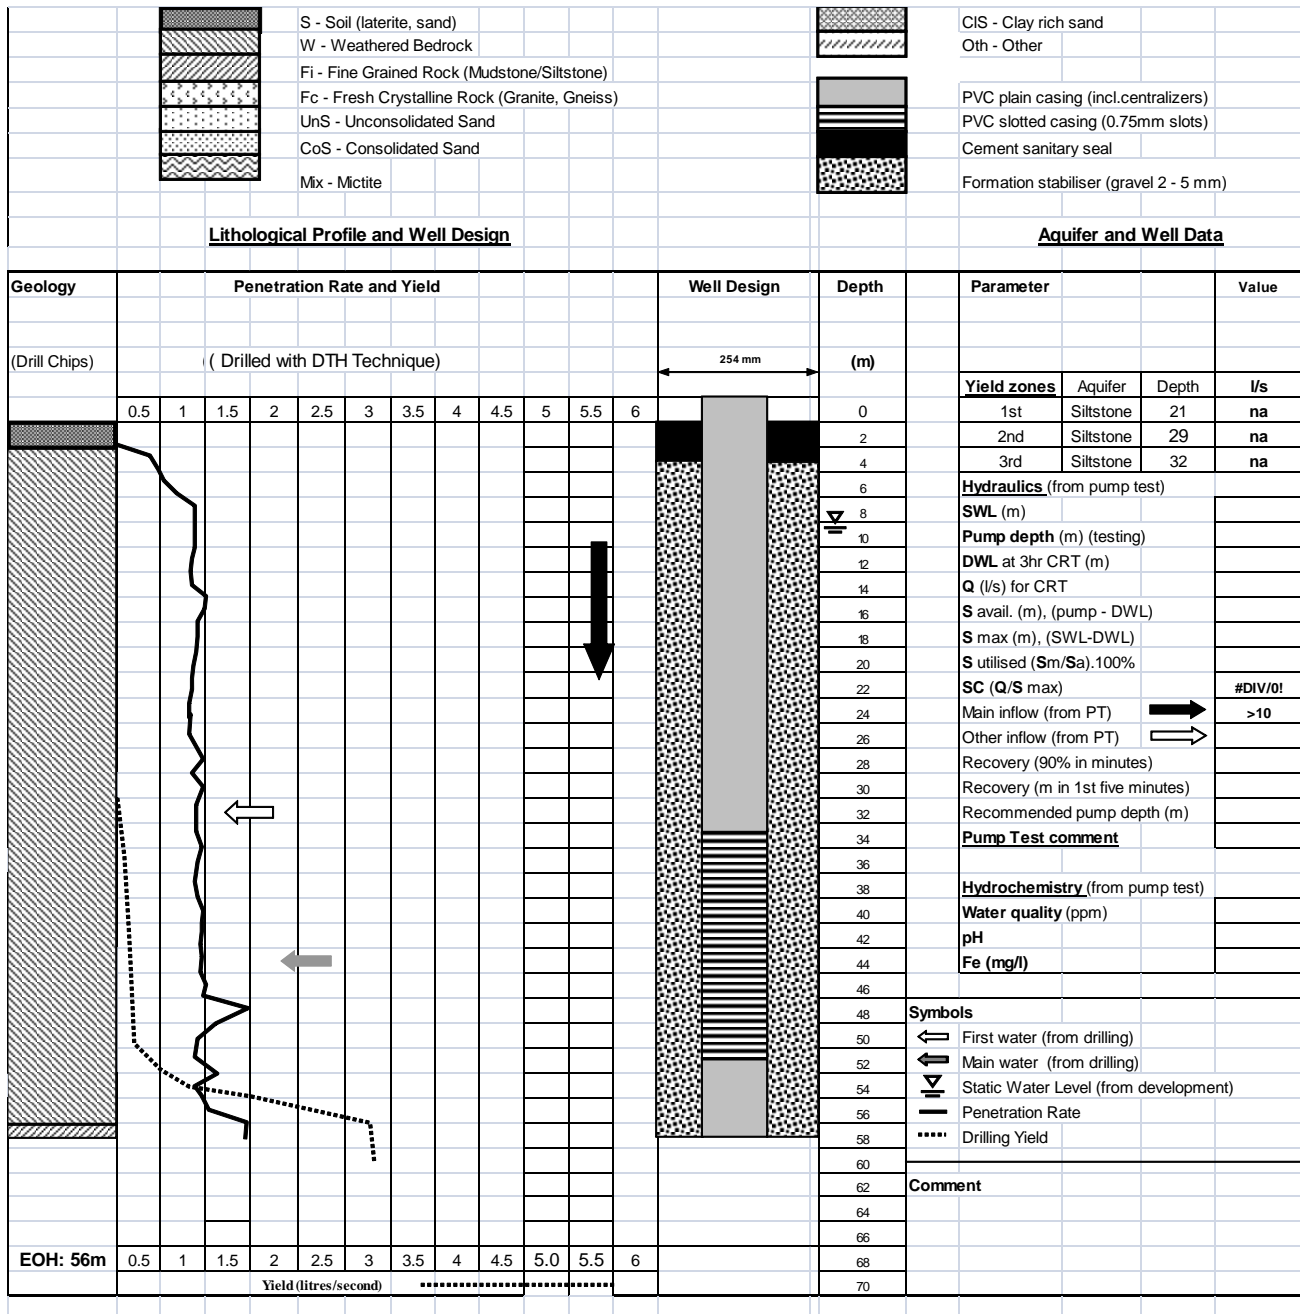 S - Soil (laterite, sand)
W - Weathered Bedrock
Fi - Fine Grained Rock (Mudstone/Siltstone)
Fc - Fresh Crystalline Rock (Granite, Gneiss)
UnS - Unconsolidated Sand
CoS - Consolidated Sand
Mix - Mictite
ClS - Clay rich sand
Oth - Other
PVC plain casing (incl.centralizers)
PVC slotted casing (0.75mm slots)
Cement sanitary seal
Formation stabiliser (gravel 2 - 5 mm)
Lithological Profile and Well Design
Aquifer and Well Data
Geology Penetration Rate and Yield Well Design Depth Parameter Value
(Drill Chips) ( ( Drilled with DTH Technique) 254 mm (m)
Yield zones Aquifer Depth l/s
0.5 1 1.5 2 2.5 3 3.5 4 4.5 5 5.5 6 0 1st Siltstone 21 na
2 2nd Siltstone 29 na
4 3rd Siltstone 32 na
6 Hydraulics (from pump test)
8 SWL (m)
10 Pump depth (m) (testing)
12 DWL at 3hr CRT (m)
14 Q (l/s) for CRT
16 S avail. (m), (pump - DWL)
18 S max (m), (SWL-DWL)
20 S utilised (Sm/Sa).100%
22 SC (Q/S max) #DIV/0!
24 Main inflow (from PT) >10
26 Other inflow (from PT)
28 Recovery (90% in minutes)
30 Recovery (m in 1st five minutes)
32 Recommended pump depth (m)
34 Pump Test comment
36
38 Hydrochemistry (from pump test)
40 Water quality (ppm)
42 pH
44 Fe (mg/l)
46
48 Symbols
50 First water (from drilling)
52 Main water (from drilling)
54 Static Water Level (from development)
56 Penetration Rate
58 Drilling Yield
60
62 Comment
64
66
EOH: 56m 0.5 1 1.5 2 2.5 3 3.5 4 4.5 5.0 5.5 6 68
Yield (litres/second) 70